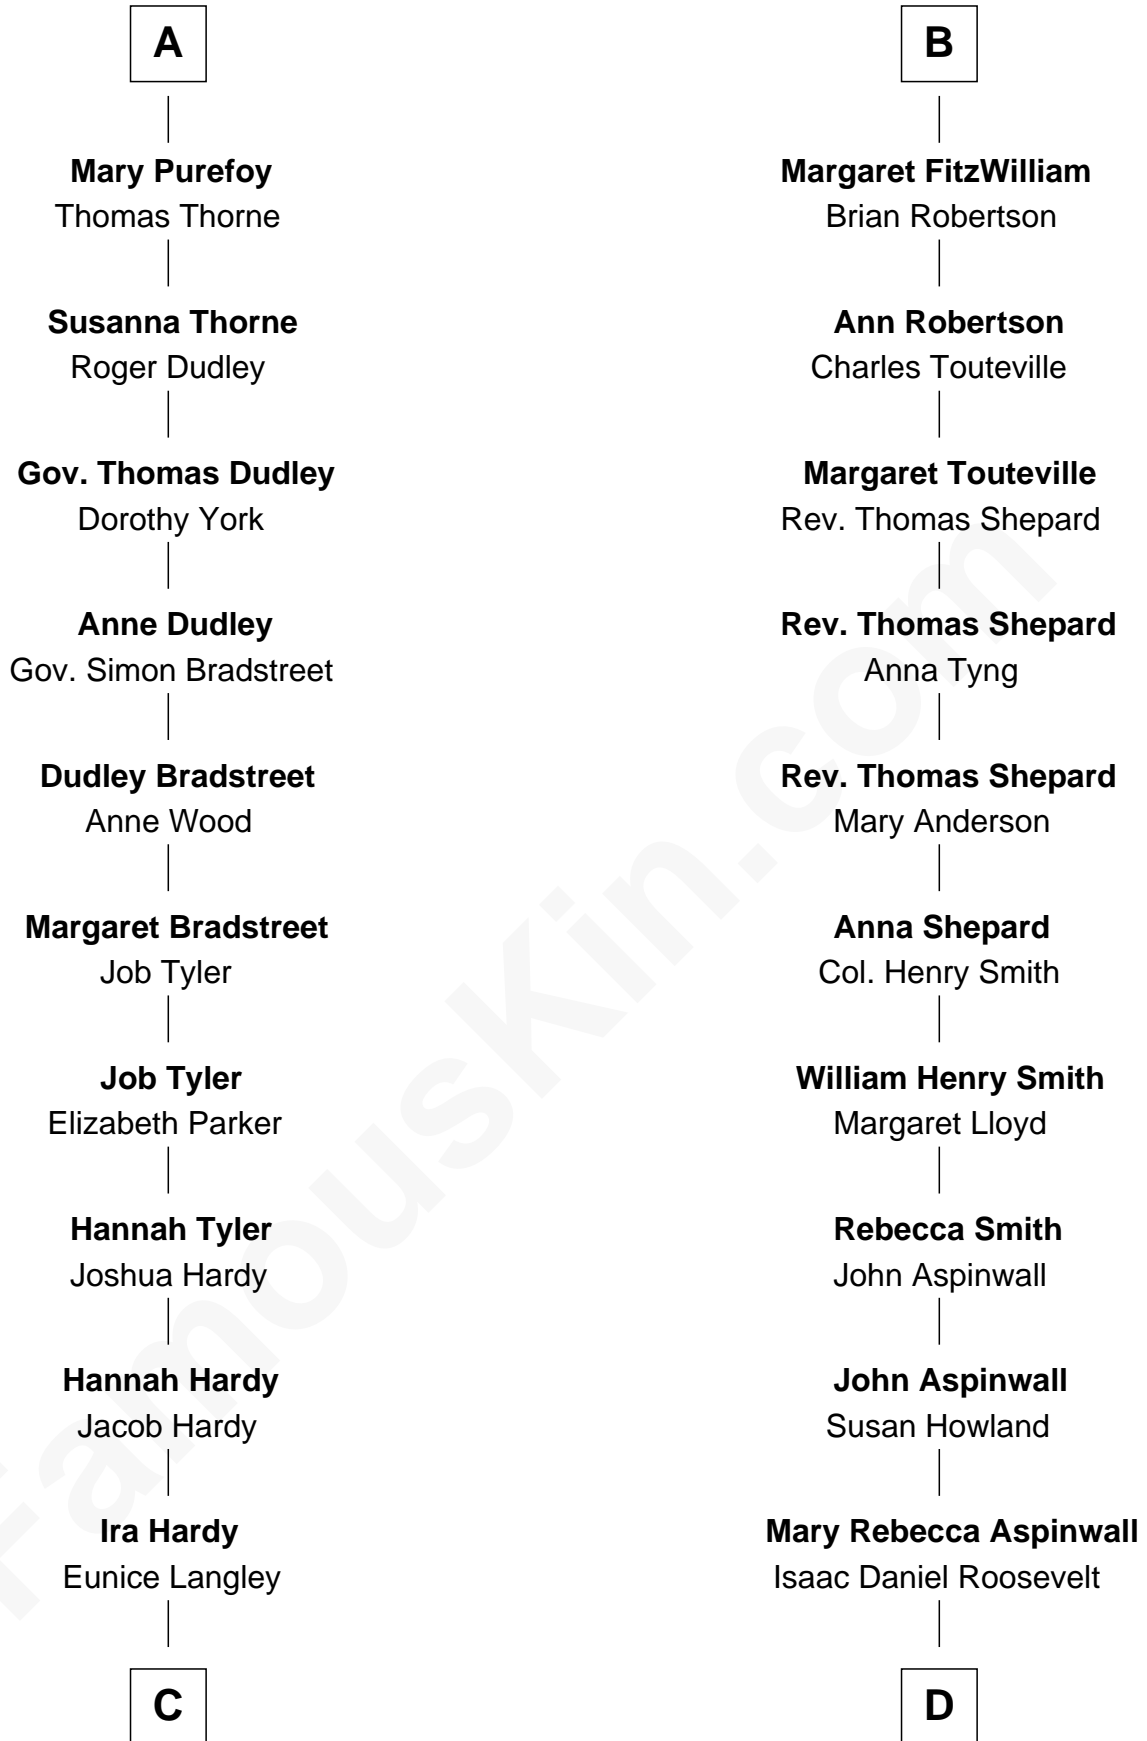 A
Mary Purefoy
Thomas Thorne
Susanna Thorne
Roger Dudley
Gov. Thomas Dudley
Dorothy York
Anne Dudley
Gov. Simon Bradstreet
Dudley Bradstreet
Anne Wood
Margaret Bradstreet
Job Tyler
Job Tyler
Elizabeth Parker
Hannah Tyler
Joshua Hardy
Hannah Hardy
Jacob Hardy
Ira Hardy
Eunice Langley
C
B
Margaret FitzWilliam
Brian Robertson
Ann Robertson
Charles Touteville
Margaret Touteville
Rev. Thomas Shepard
Rev. Thomas Shepard
Anna Tyng
Rev. Thomas Shepard
Mary Anderson
Anna Shepard
Col. Henry Smith
William Henry Smith
Margaret Lloyd
Rebecca Smith
John Aspinwall
John Aspinwall
Susan Howland
Mary Rebecca Aspinwall
Isaac Daniel Roosevelt
D
FamousKin.com